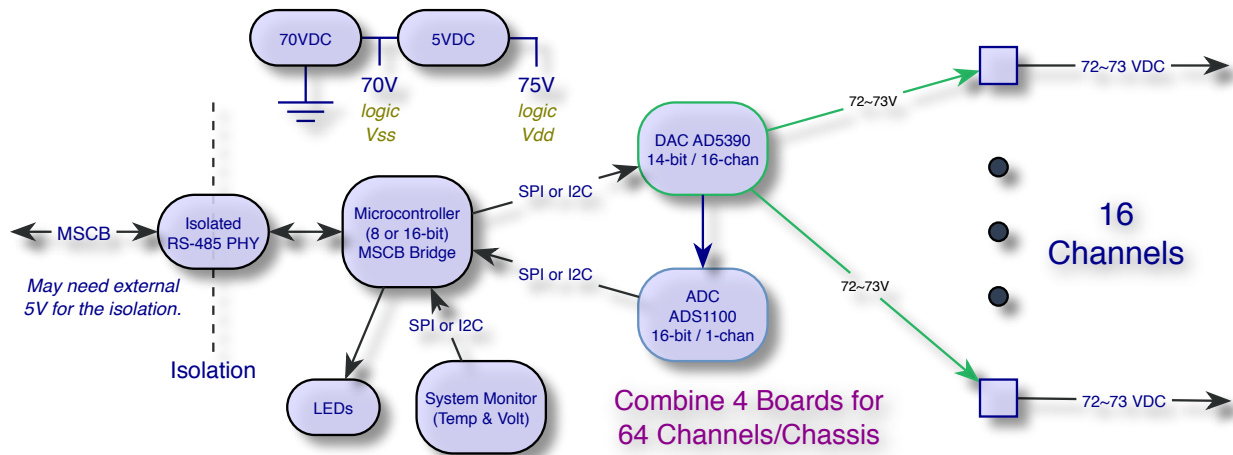 70VDC
5VDC
70V
logic
Vss
75V
logic
Vdd
72~73 VDC
72~73V
DAC AD5390
14-bit / 16-chan
SPI or I2C
MSCB
Isolated
RS-485 PHY
Microcontroller
(8 or 16-bit)
MSCB Bridge
16
Channels
May need external
5V for the isolation.
SPI or I2C
72~73V
ADC
ADS1100
16-bit / 1-chan
SPI or I2C
Isolation
LEDs
System Monitor
(Temp & Volt)
Combine 4 Boards for
64 Channels/Chassis
72~73 VDC